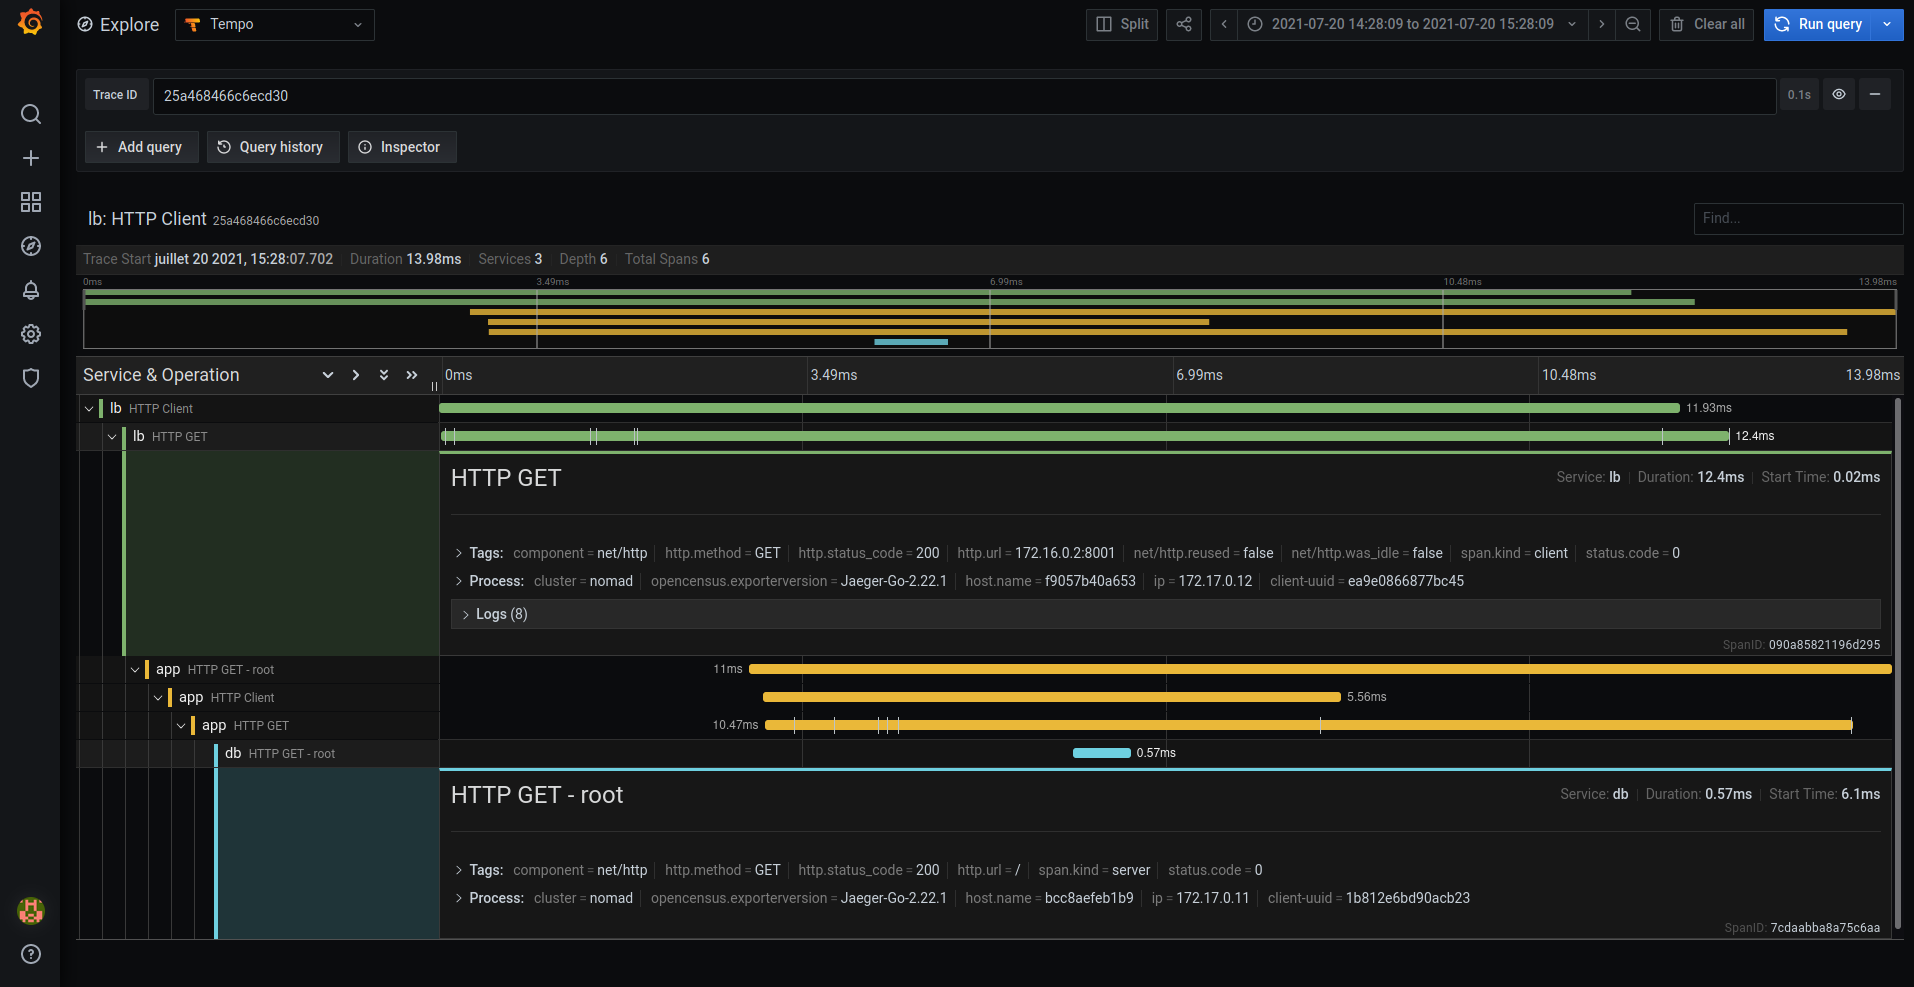 Explore Tempo Split 2021-07-20 14:28:09 to 2021-07-20 15:28:09 Clear all Run query
Trace ID 25a468466c6ecd30 0.1s
Add query Query history Inspector
lb: HTTP Client 25a468466c6ecd30 Find...
Trace Start juillet 20 2021, 15:28:07.702 Duration 13.98ms Services 3 Depth 6 Total Spans 6
0ms 3.49ms 6.99ms 10.48ms 13.98ms
Service & Operation 0ms 3.49ms 6.99ms 10.48ms 13.98ms
lb HTTP Client 11.93ms
lb HTTP GET 12.4ms
HTTP GET Service: lb Duration: 12.4ms Start Time: 0.02ms
Tags: component = net/http http.method = GET http.status_code = 200 http.url = 172.16.0.2:8001 net/http.reused = false net/http.was_idle = false span.kind = client status.code = 0
Process: cluster = nomad opencensus.exporterversion = Jaeger-Go-2.22.1 host.name = f9057b40a653 ip = 172.17.0.12 client-uuid = ea9e0866877bc45
Logs (8)
SpanID: 090a85821196d295
app HTTP GET - root 11ms
app HTTP Client 5.56ms
app HTTP GET 10.47ms
db HTTP GET - root 0.57ms
HTTP GET - root Service: db Duration: 0.57ms Start Time: 6.1ms
Tags: component = net/http http.method = GET http.status_code = 200 http.url = / span.kind = server status.code = 0
Process: cluster = nomad opencensus.exporterversion = Jaeger-Go-2.22.1 host.name = bcc8aefeb1b9 ip = 172.17.0.11 client-uuid = 1b812e6bd90acb23
SpanID: 7cdaabba8a75c6aa